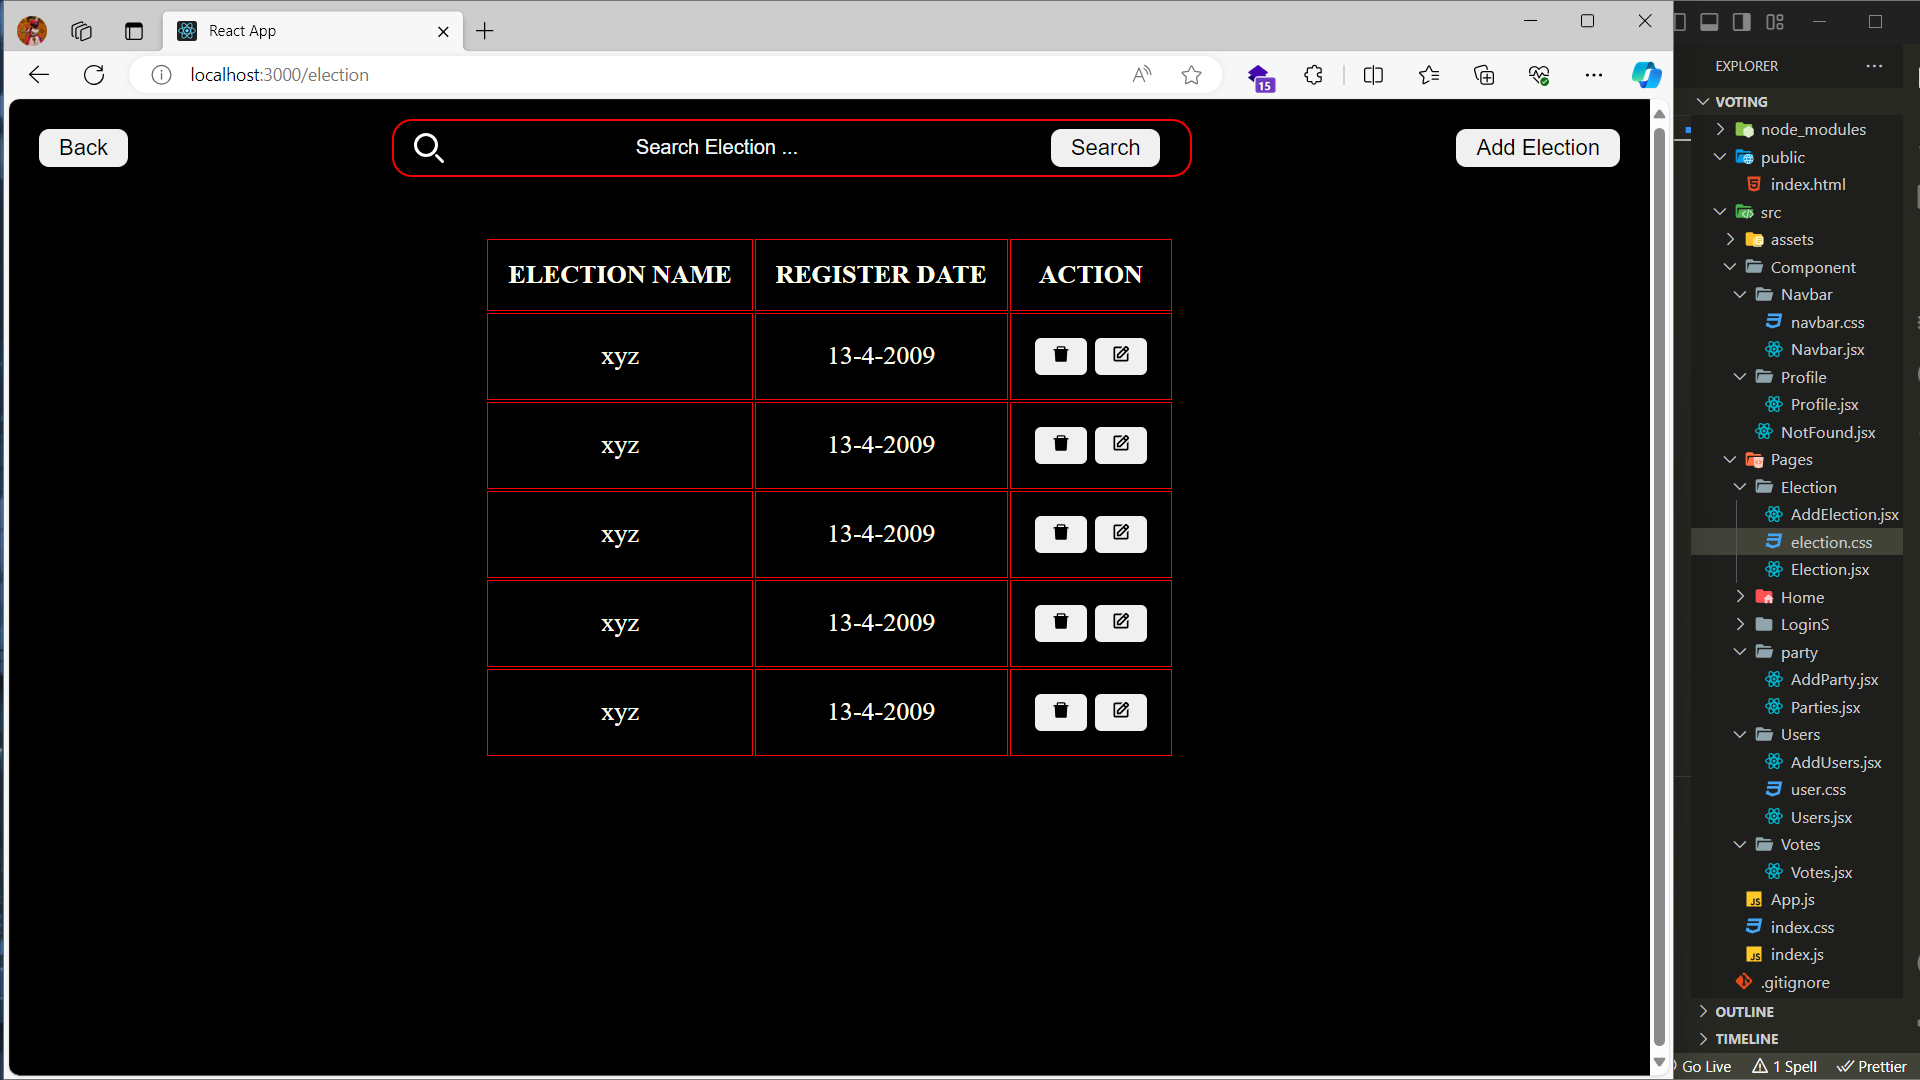 React App
localhost:3000/election
15
Back
Search Election ...
Search
Add Election
ELECTION NAME REGISTER DATE ACTION
xyz 13-4-2009
xyz 13-4-2009
xyz 13-4-2009
xyz 13-4-2009
xyz 13-4-2009
EXPLORER
VOTING
node_modules
public
index.html
src
assets
Component
Navbar
navbar.css
Navbar.jsx
Profile
Profile.jsx
NotFound.jsx
Pages
Election
AddElection.jsx
election.css
Election.jsx
Home
LoginS
party
AddParty.jsx
Parties.jsx
Users
AddUsers.jsx
user.css
Users.jsx
Votes
Votes.jsx
JS App.js
index.css
JS index.js
.gitignore
OUTLINE
TIMELINE
Go Live 1 Spell Prettier